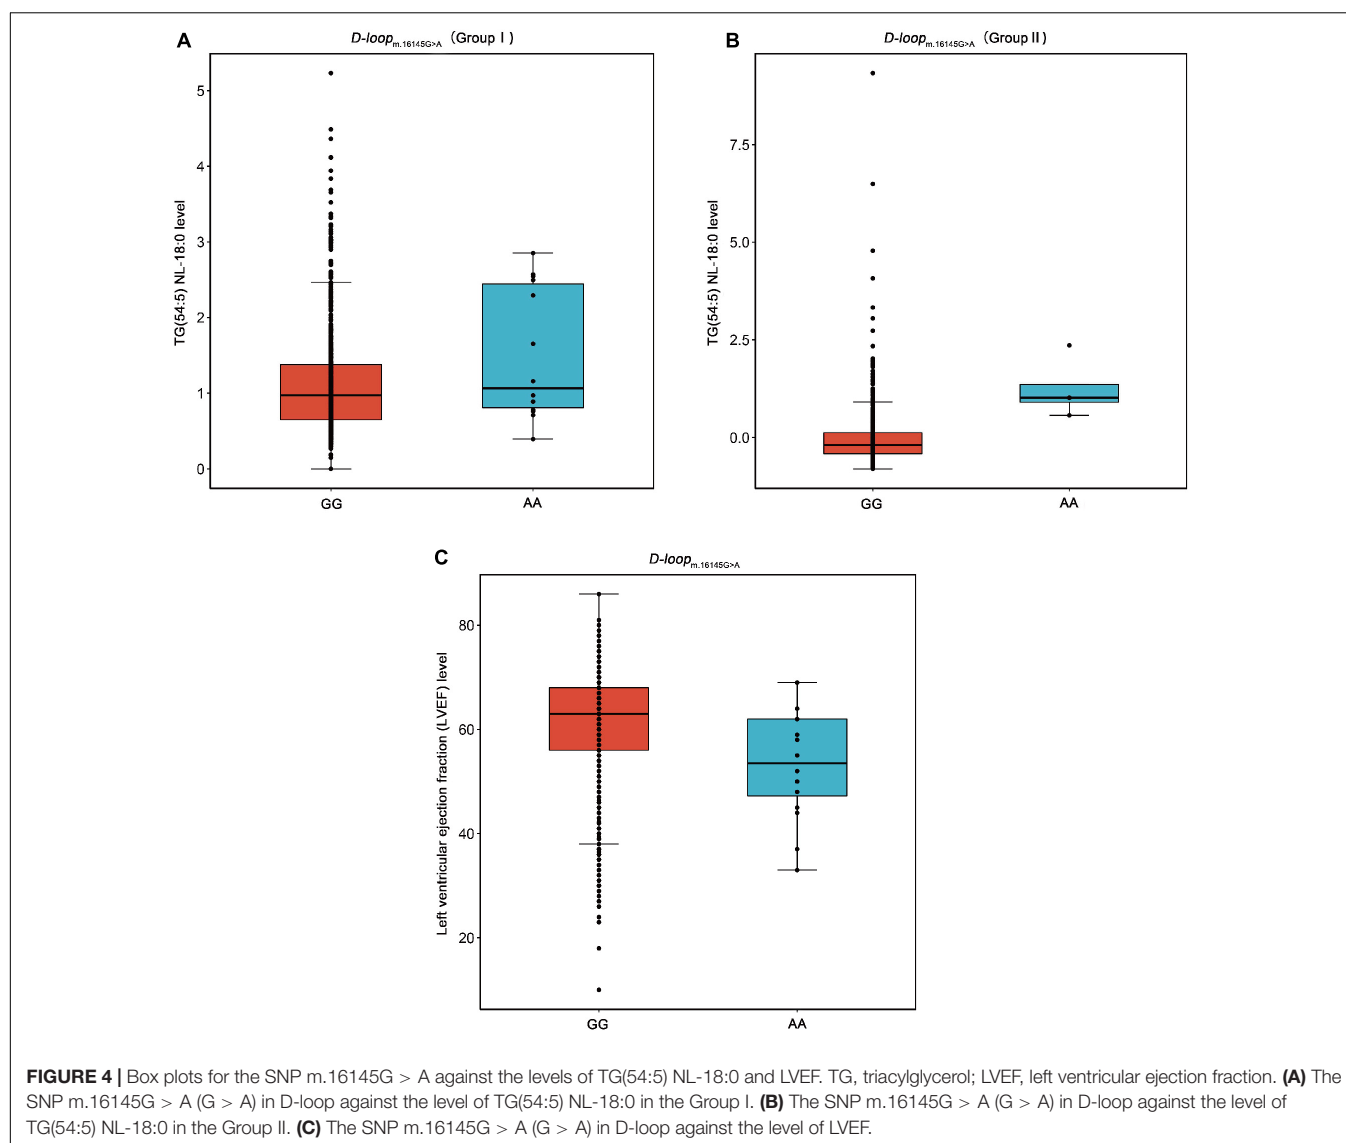 A
D-loop m.16145G>A (Group I)
TG(54:5) NL-18:0 level
5
4
3
2
1
0
GG
AA
B
D-loop m.16145G>A (Group II)
TG(54:5) NL-18:0 level
7.5
5.0
2.5
0.0
GG
AA
C
D-loop m.16145G>A
Left ventricular ejection fraction (LVEF) level
80
60
40
20
GG
AA
FIGURE 4 | Box plots for the SNP m.16145G > A against the levels of TG(54:5) NL-18:0 and LVEF. TG, triacylglycerol; LVEF, left ventricular ejection fraction. (A) The
SNP m.16145G > A (G > A) in D-loop against the level of TG(54:5) NL-18:0 in the Group I. (B) The SNP m.16145G > A (G > A) in D-loop against the level of
TG(54:5) NL-18:0 in the Group II. (C) The SNP m.16145G > A (G > A) in D-loop against the level of LVEF.